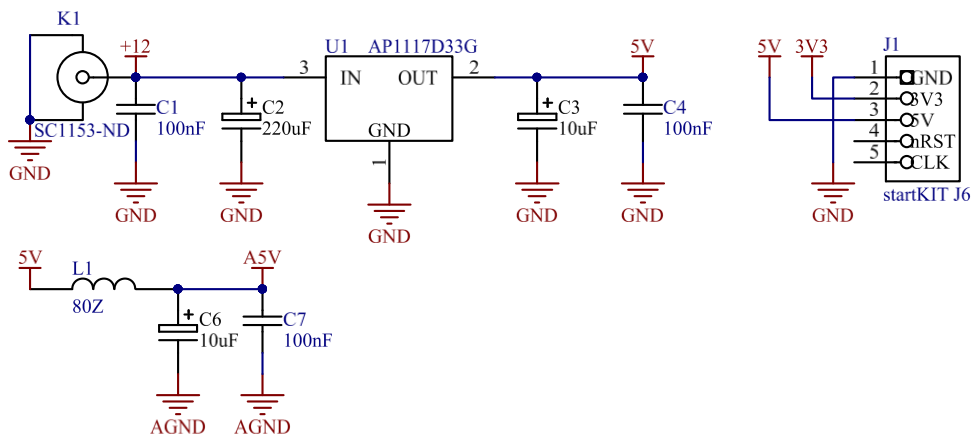 K1
+12
SC1153-ND
GND
C1
100nF
GND
C2
220uF
GND
U1 AP1117D33G
3 IN OUT 2
GND
1
GND
C3
10uF
GND
5V
C4
100nF
GND
5V 3V3
J1
1 GND
2 3V3
3 5V
4 nRST
5 CLK
GND
startKIT J6
5V
L1
80Z
A5V
C6
10uF
AGND
C7
100nF
AGND